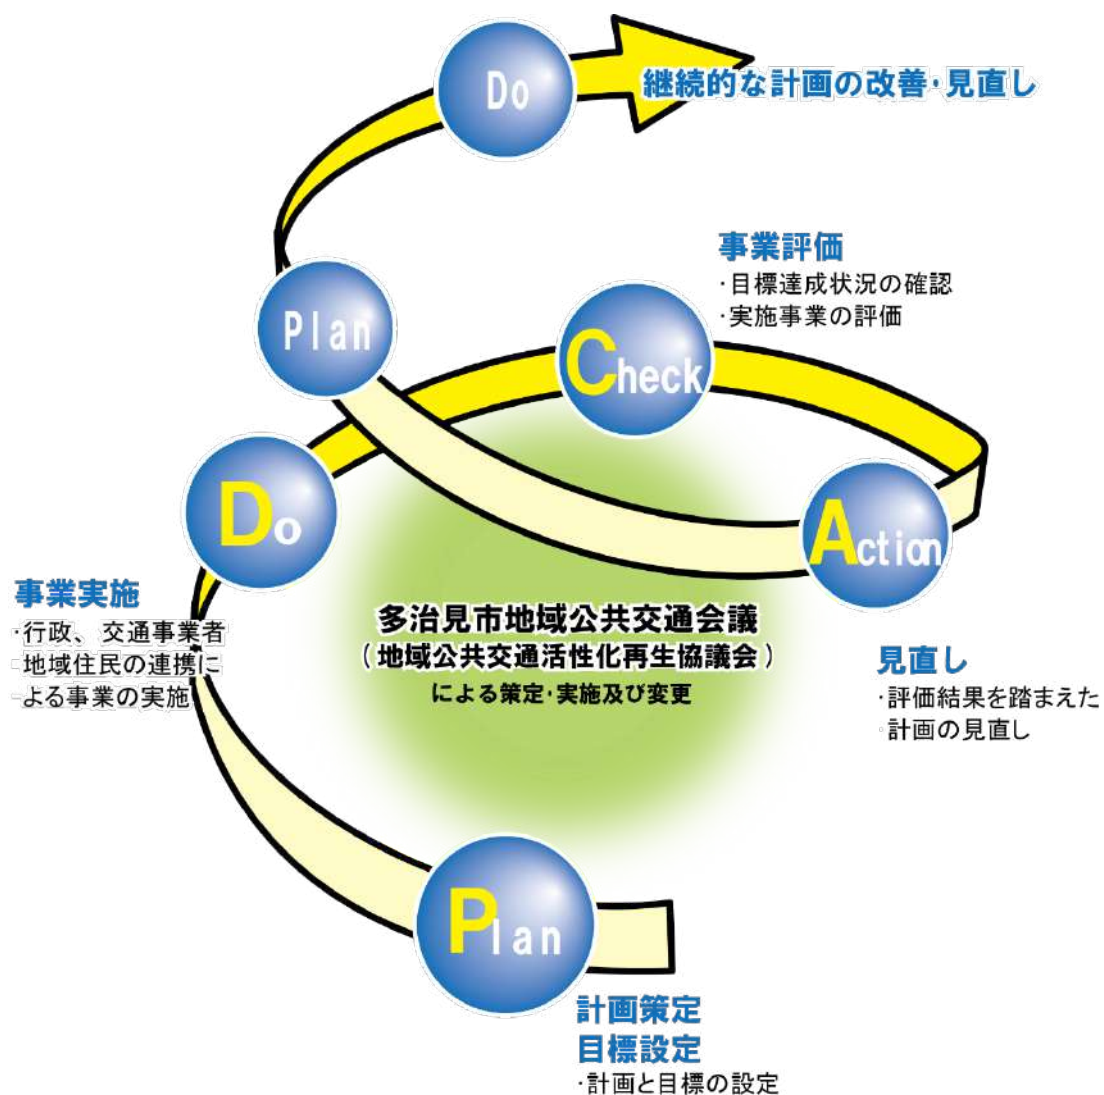 Do
継続的な計画の改善・見直し
事業評価
・目標達成状況の確認
・実施事業の評価
Plan
Check
Do
Action
事業実施
・行政、交通事業者
・地域住民の連携に
・よる事業の実施
多治見市地域公共交通会議
(地域公共交通活性化再生協議会)
による策定・実施及び変更
見直し
・評価結果を踏まえた
・計画の見直し
Plan
計画策定
目標設定
・計画と目標の設定